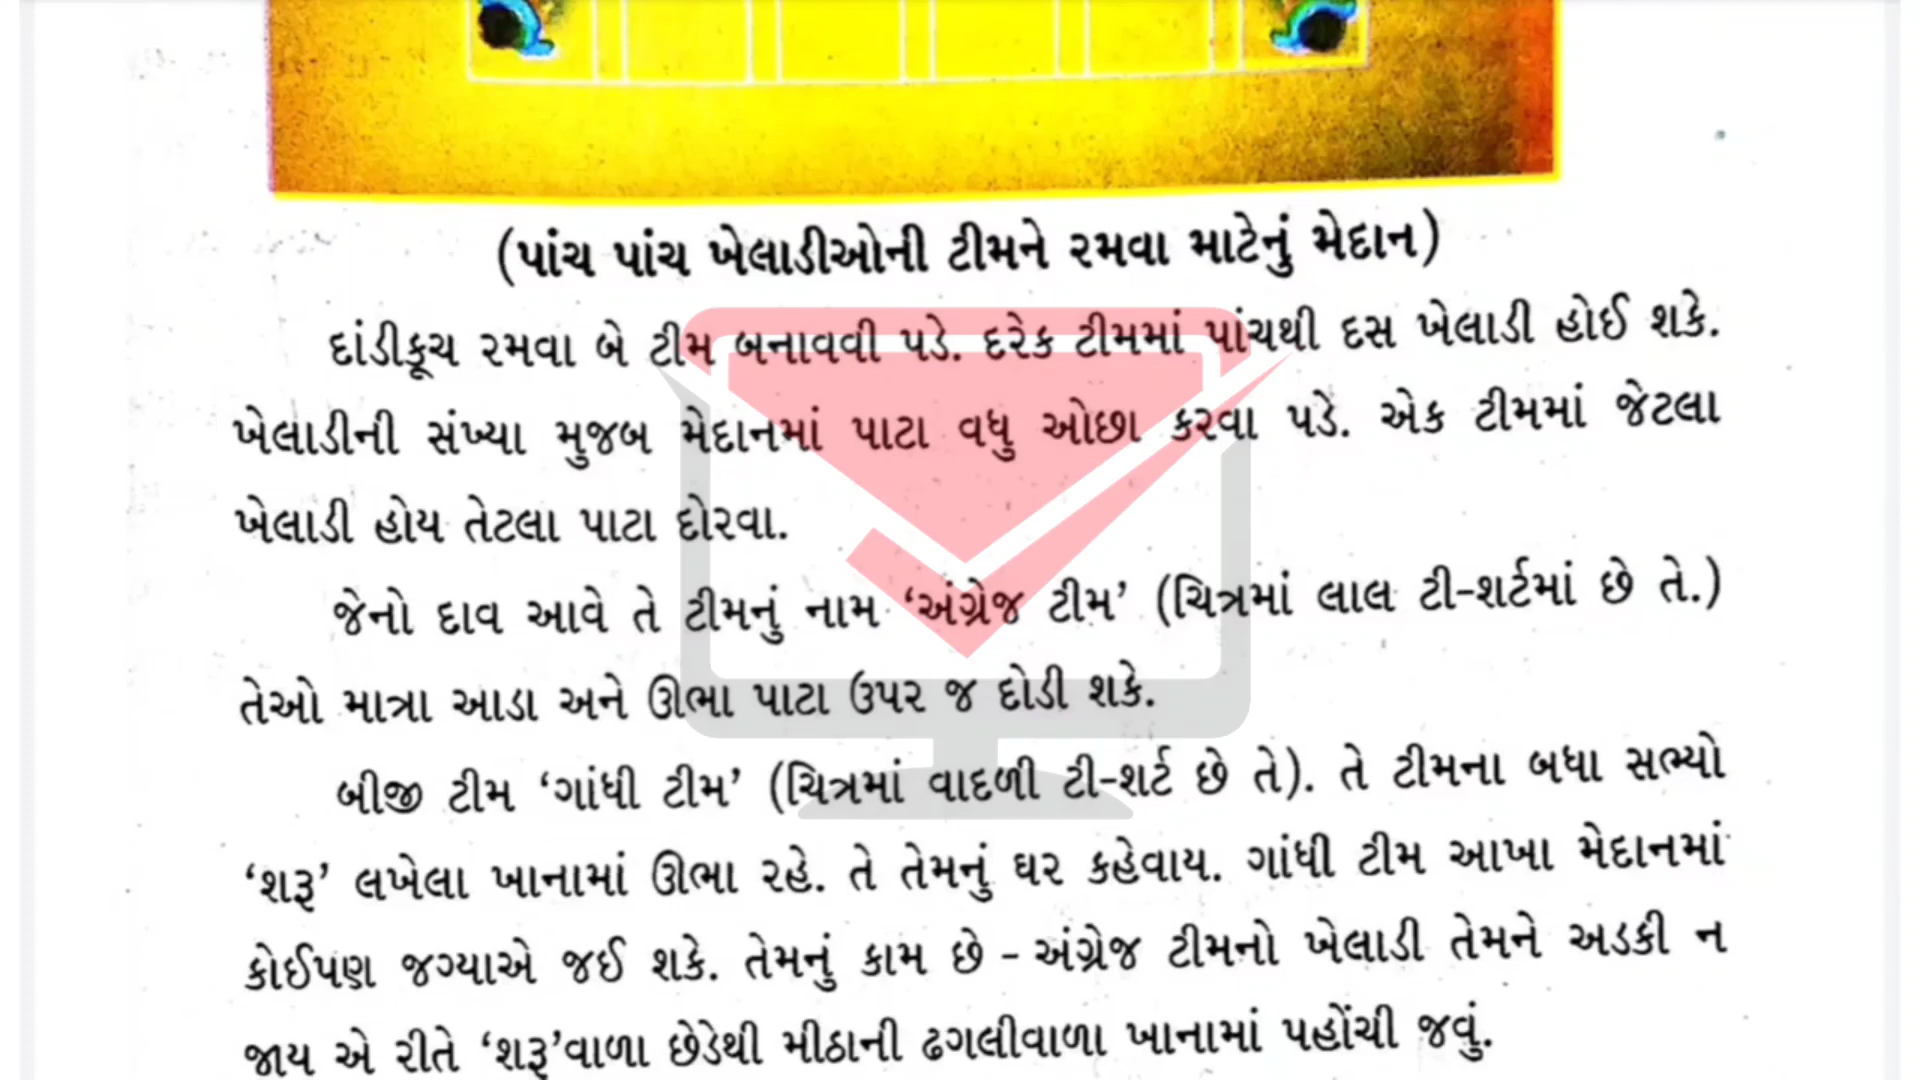 (પાંચ પાંચ ખેલાડીઓની ટીમને રમવા માટેનું મેદાન)
દાંડીકૂચ રમવા બે ટીમ બનાવવી પડે. દરેક ટીમમાં પાંચથી દસ ખેલાડી હોઈ શકે.
ખેલાડીની સંખ્યા મુજબ મેદાનમાં પાટા વધુ ઓછા કરવા પડે. એક ટીમમાં જેટલા
ખેલાડી હોય તેટલા પાટા દોરવા.
જેનો દાવ આવે તે ટીમનું નામ ‘અંગ્રેજ ટીમ’ (ચિત્રમાં લાલ ટી-શર્ટમાં છે તે.)
તેઓ માત્રા આડા અને ઊભા પાટા ઉપર જ દોડી શકે.
બીજી ટીમ ‘ગાંધી ટીમ’ (ચિત્રમાં વાદળી ટી-શર્ટ છે તે). તે ટીમના બધા સભ્યો
‘શરૂ’ લખેલા ખાનામાં ઊભા રહે. તે તેમનું ઘર કહેવાય. ગાંધી ટીમ આખા મેદાનમાં
કોઈપણ જગ્યાએ જઈ શકે. તેમનું કામ છે - અંગ્રેજ ટીમનો ખેલાડી તેમને અડકી ન
જાય એ રીતે ‘શરૂ’વાળા છેડેથી મીઠાની ઢગલીવાળા ખાનામાં પહોંચી જવું.